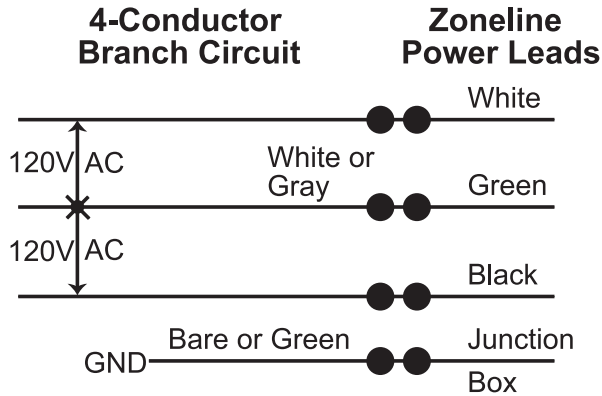 4-Conductor
Branch Circuit
Zoneline
Power Leads
White
120V AC
White or
Gray
Green
120V AC
Black
Bare or Green
GND
Junction
Box